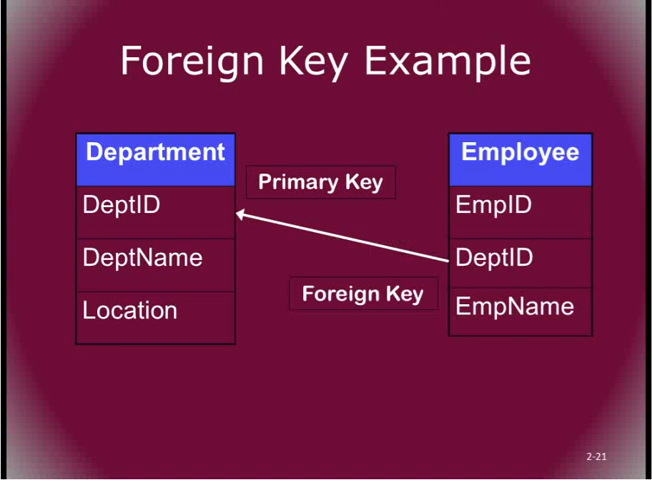 Foreign Key Example
Department
DeptID
DeptName
Location
Primary Key
Foreign Key
Employee
EmpID
DeptID
EmpName
2-21